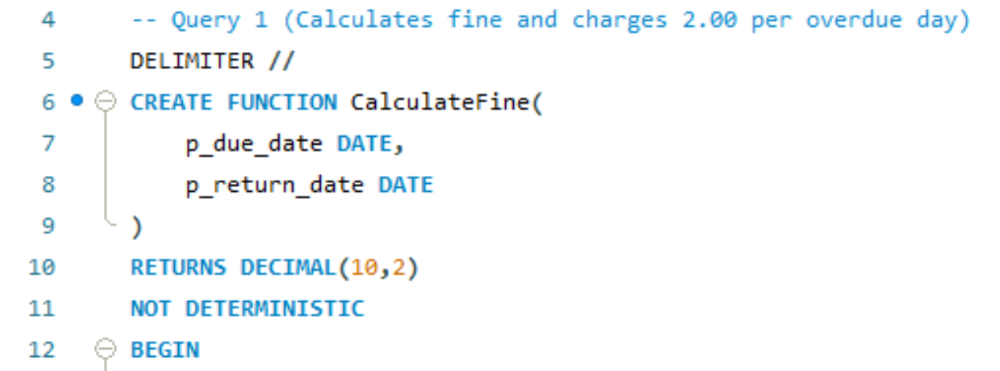 4 -- Query 1 (Calculates fine and charges 2.00 per overdue day)
5 DELIMITER //
6 CREATE FUNCTION CalculateFine(
7 p_due_date DATE,
8 p_return_date DATE
9 )
10 RETURNS DECIMAL(10,2)
11 NOT DETERMINISTIC
12 BEGIN